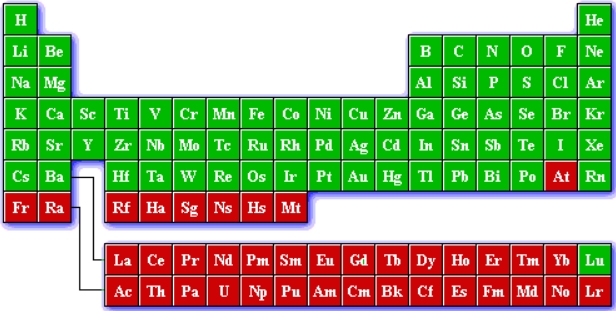 H He
Li Be B C N O F Ne
Na Mg Al Si P S Cl Ar
K Ca Sc Ti V Cr Mn Fe Co Ni Cu Zn Ga Ge As Se Br Kr
Rb Sr Y Zr Nb Mo Tc Ru Rh Pd Ag Cd In Sn Sb Te I Xe
Cs Ba Hf Ta W Re Os Ir Pt Au Hg Tl Pb Bi Po At Rn
Fr Ra Rf Ha Sg Ns Hs Mt
La Ce Pr Nd Pm Sm Eu Gd Tb Dy Ho Er Tm Yb Lu
Ac Th Pa U Np Pu Am Cm Bk Cf Es Fm Md No Lr